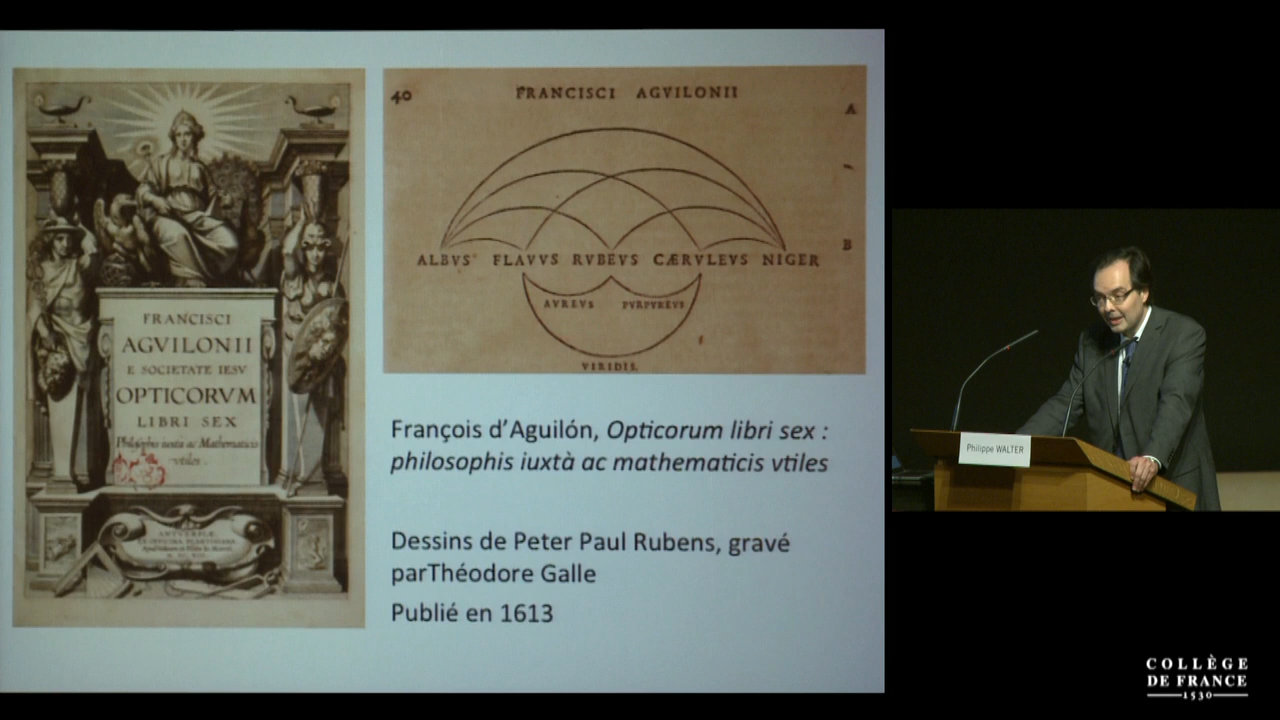 FRANCISCI
AGVILONII
E SOCIETATE IESV
OPTICORVM
LIBRI SEX
Philosophis iuxta ac Mathematicis
vtiles.
ANTVERPIÆ,
40
FRANCISCI AGVILONII
A
B
ALBVS FLAVVS RVBEVS CÆRVLEVS NIGER
AVREVS PVRPVREVS
VIRIDIS.
François d’Aguilón, Opticorum libri sex :
philosophis iuxtà ac mathematicis vtiles
Dessins de Peter Paul Rubens, gravé
parThéodore Galle
Publié en 1613
Philippe WALTER
COLLÈGE
DE FRANCE
1530